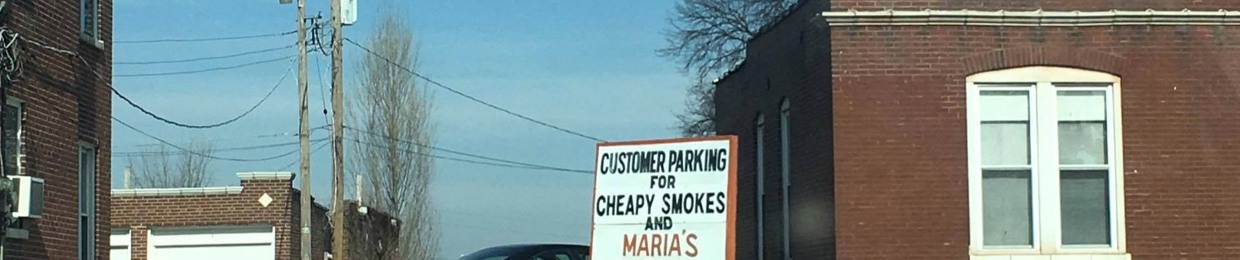 CUSTOMER PARKING
FOR
CHEAPY SMOKES
AND
MARIA'S